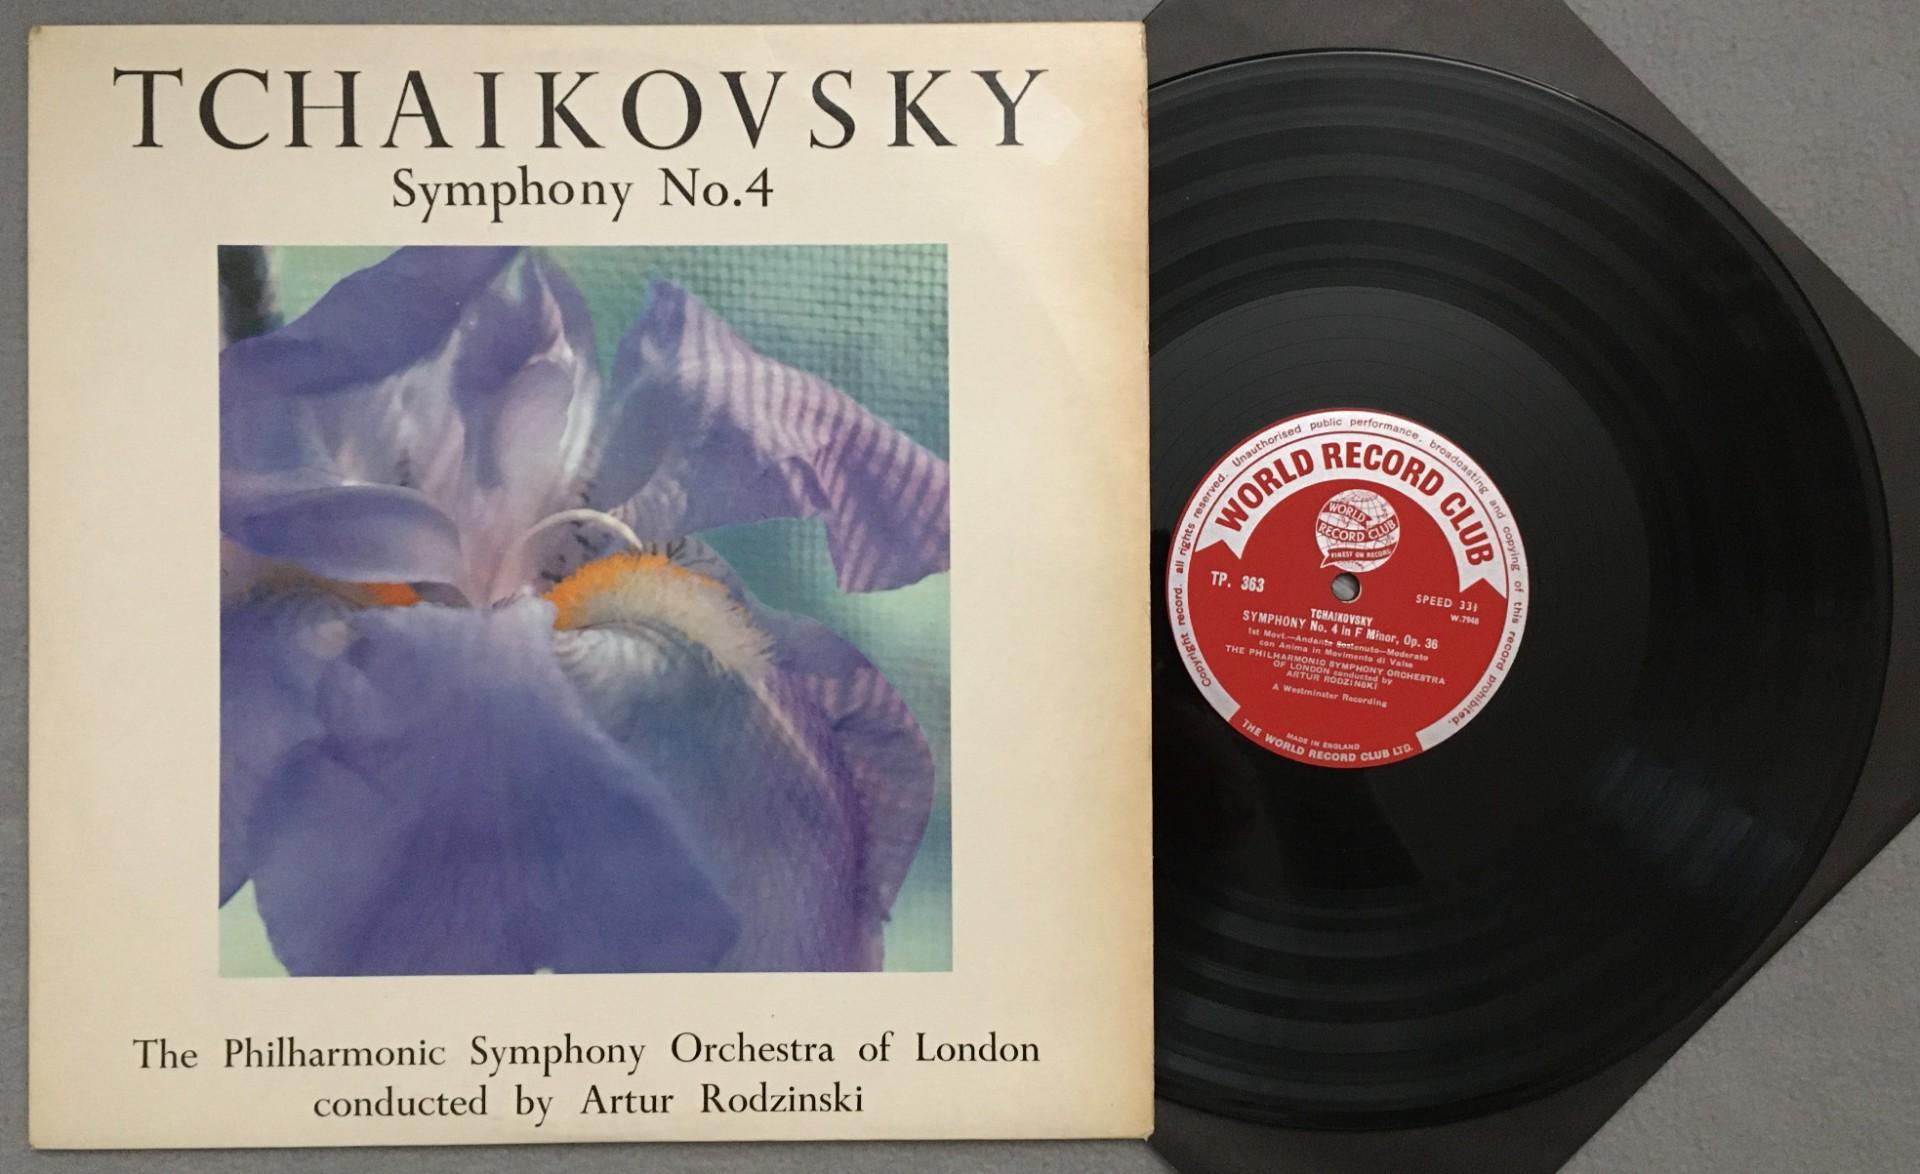 TCHAIKOVSKY
Symphony No.4
The Philharmonic Symphony Orchestra of London
conducted by Artur Rodzinski
Copyright record. all rights reserved. Unauthorised public performance, broadcasting and copying of this record prohibited.
WORLD RECORD CLUB
WORLD
RECORD CLUB
FINEST ON RECORD
TP. 363
SPEED 33⅓
W.7946
TCHAIKOVSKY
SYMPHONY No. 4 in F Minor, Op. 36
1st Movt.—Andante Sostenuto—Moderato
con Anima in Movimento di Valse
THE PHILHARMONIC SYMPHONY ORCHESTRA
OF LONDON conducted by
ARTUR RODZINSKI
A Westminster Recording
MADE IN ENGLAND
THE WORLD RECORD CLUB LTD.